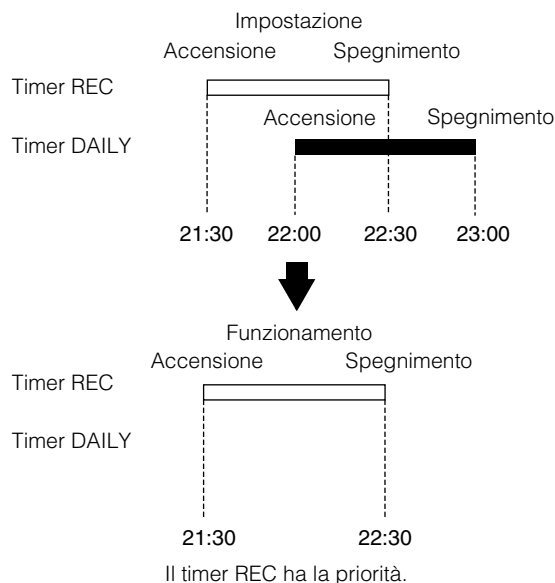 Impostazione
Accensione Spegnimento
Timer REC
Accensione Spegnimento
Timer DAILY
21:30 22:00 22:30 23:00
Funzionamento
Accensione Spegnimento
Timer REC
Timer DAILY
21:30 22:30
Il timer REC ha la priorità.